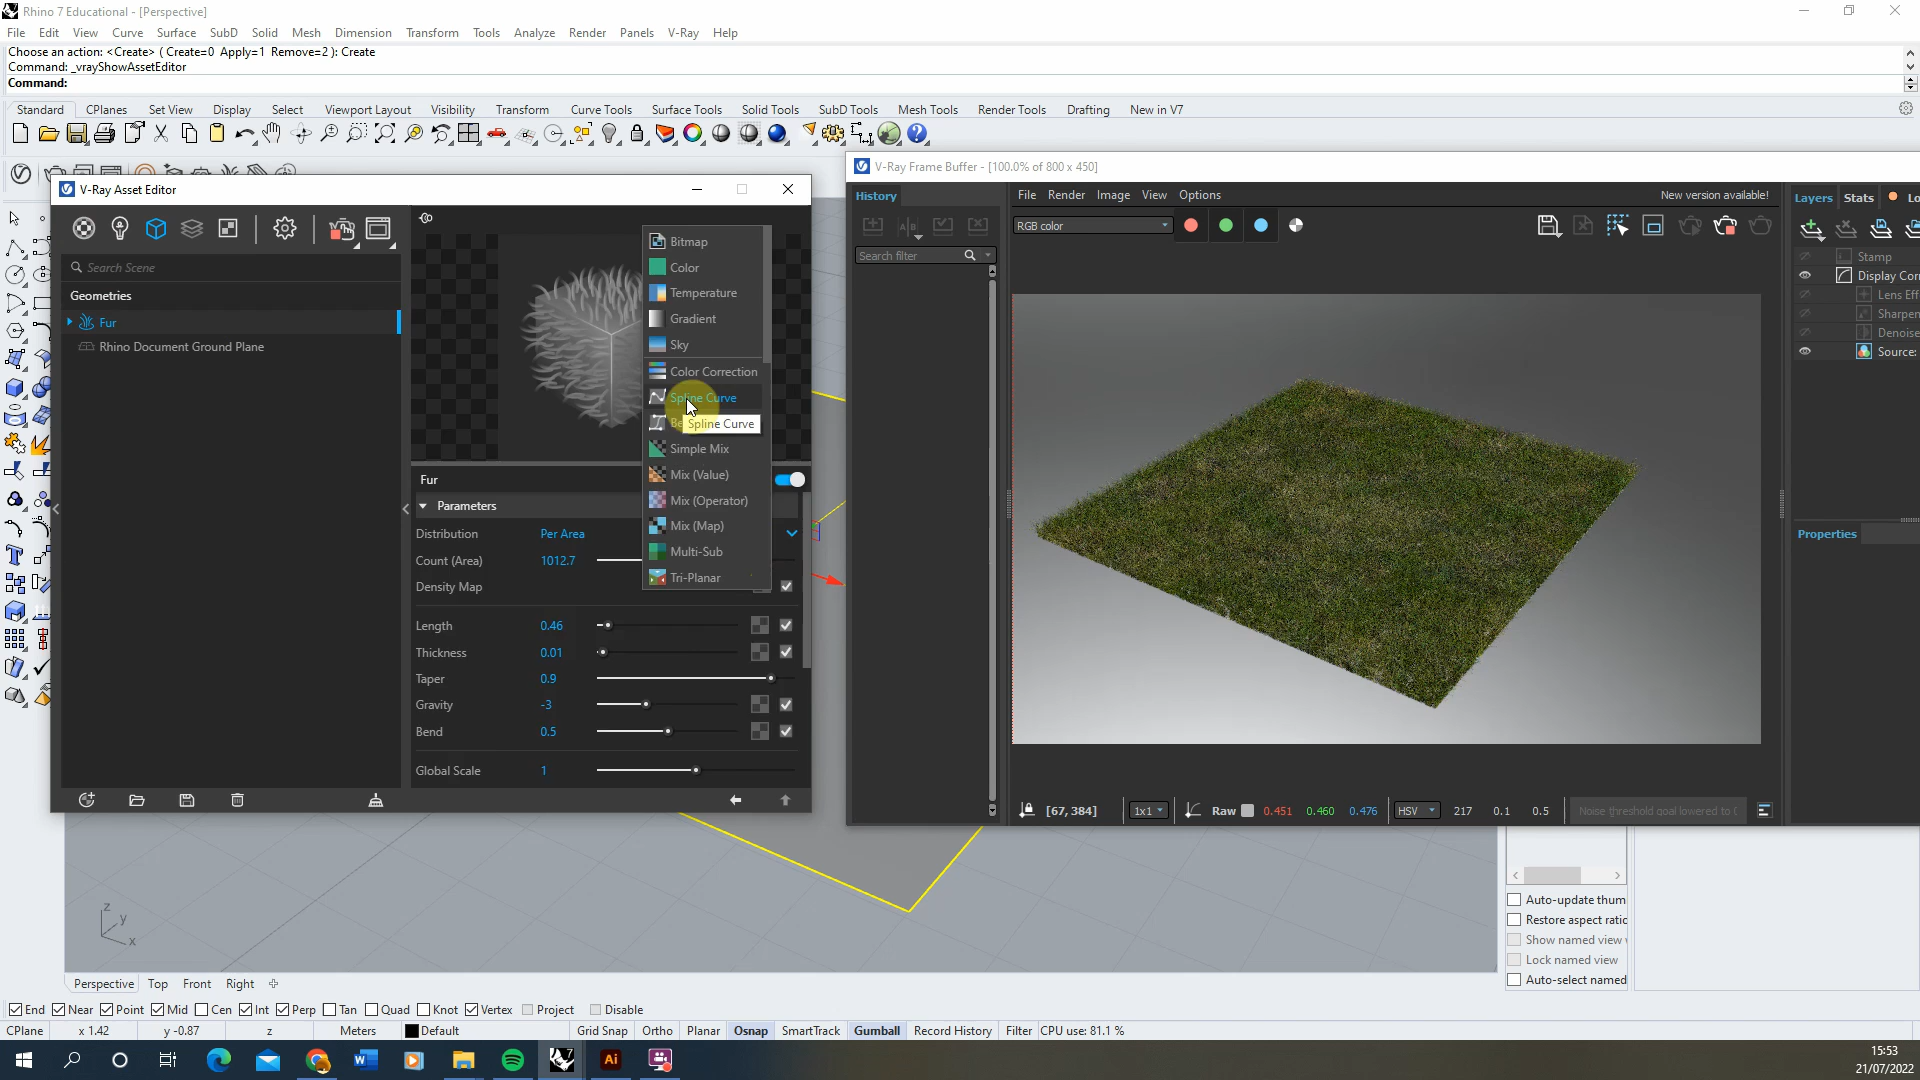 Rhino 7 Educational - [Perspective]
File Edit View Curve Surface SubD Solid Mesh Dimension Transform Tools Analyze Render Panels V-Ray Help
Choose an action: <Create> ( Create=0 Apply=1 Remove=2 ): Create
Command: _vrayShowAssetEditor
Command:
Standard CPlanes Set View Display Select Viewport Layout Visibility Transform Curve Tools Surface Tools Solid Tools SubD Tools Mesh Tools Render Tools Drafting New in V7
V-Ray Asset Editor
Search Scene
Geometries
Fur
Rhino Document Ground Plane
Bitmap
Color
Temperature
Gradient
Sky
Color Correction
Spline Curve
Spline Curve
Simple Mix
Mix (Value)
Mix (Operator)
Mix (Map)
Multi-Sub
Tri-Planar
Fur
Parameters
Distribution Per Area
Count (Area) 1012.7
Density Map
Length 0.46
Thickness 0.01
Taper 0.9
Gravity -3
Bend 0.5
Global Scale 1
V-Ray Frame Buffer - [100.0% of 800 x 450]
History
File Render Image View Options
New version available!
RGB color
Search filter
Layers Stats Lo
Stamp
Display Corr
Lens Eff
Sharpen
Denoise
Source:
Properties
[67,384] 1x1 Raw 0.451 0.460 0.476 HSV 217 0.1 0.5 Noise threshold goal lowered to
Auto-update thum
Restore aspect ratio
Show named view
Lock named view
Auto-select named
z
y
x
Perspective Top Front Right
End Near Point Mid Cen Int Perp Tan Quad Knot Vertex Project Disable
CPlane x 1.42 y -0.87 z Meters Default Grid Snap Ortho Planar Osnap SmartTrack Gumball Record History Filter CPU use: 81.1 %
15:53
21/07/2022